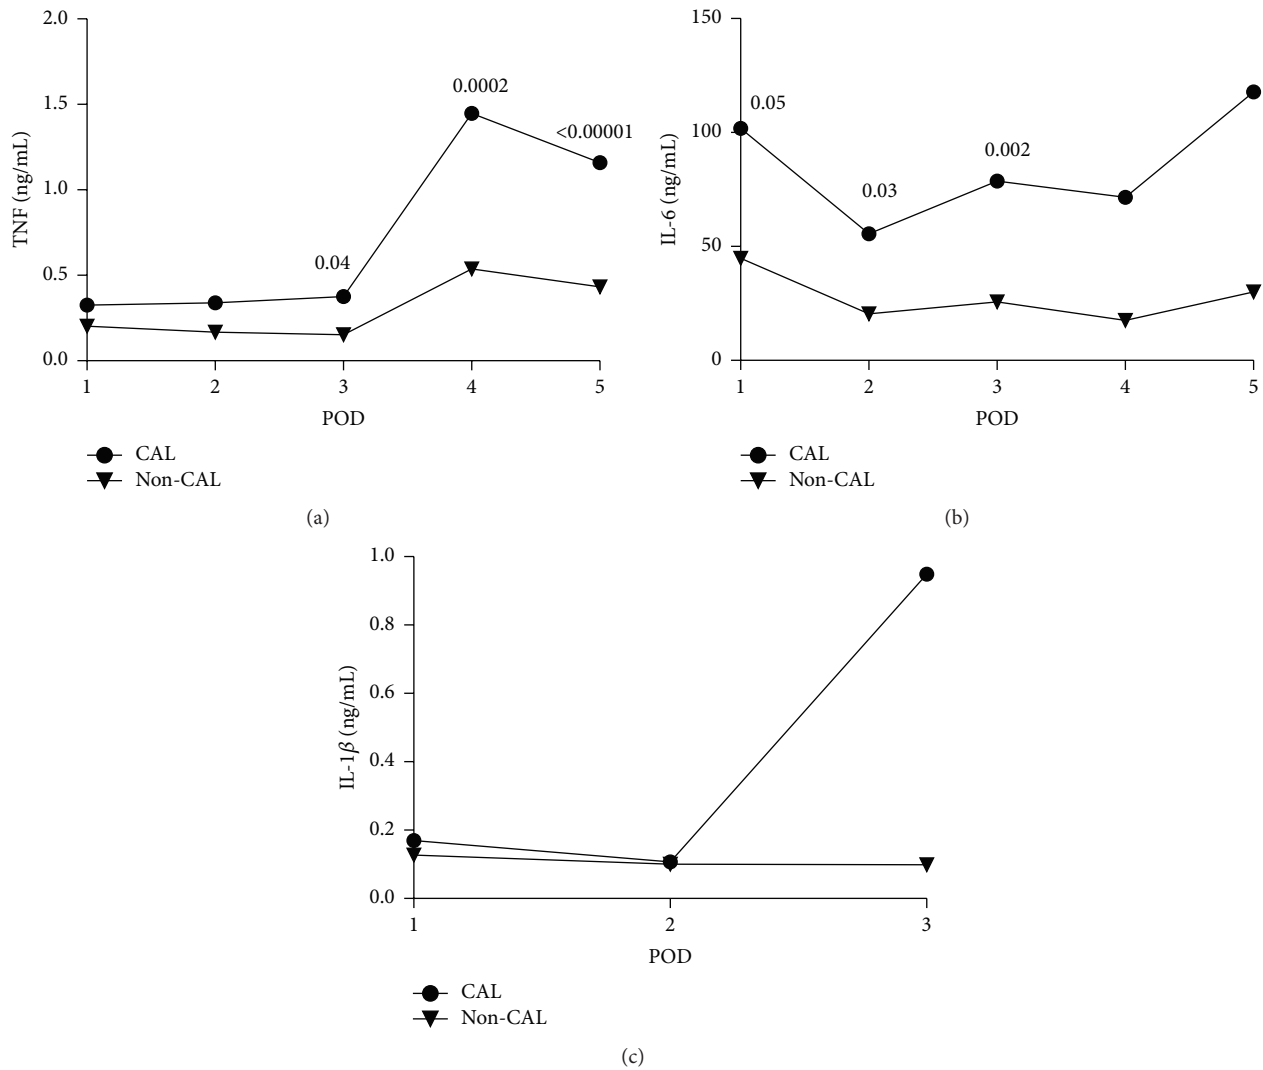 2.0
1.5
1.0
0.5
0.0
TNF (ng/mL)
0.04
0.0002
<0.00001
1 2 3 4 5
POD
CAL
Non-CAL
(a)
150
100
50
0
IL-6 (ng/mL)
0.05
0.03
0.002
1 2 3 4 5
POD
CAL
Non-CAL
(b)
1.0
0.8
0.6
0.4
0.2
0.0
IL-1β (ng/mL)
1 2 3
POD
CAL
Non-CAL
(c)